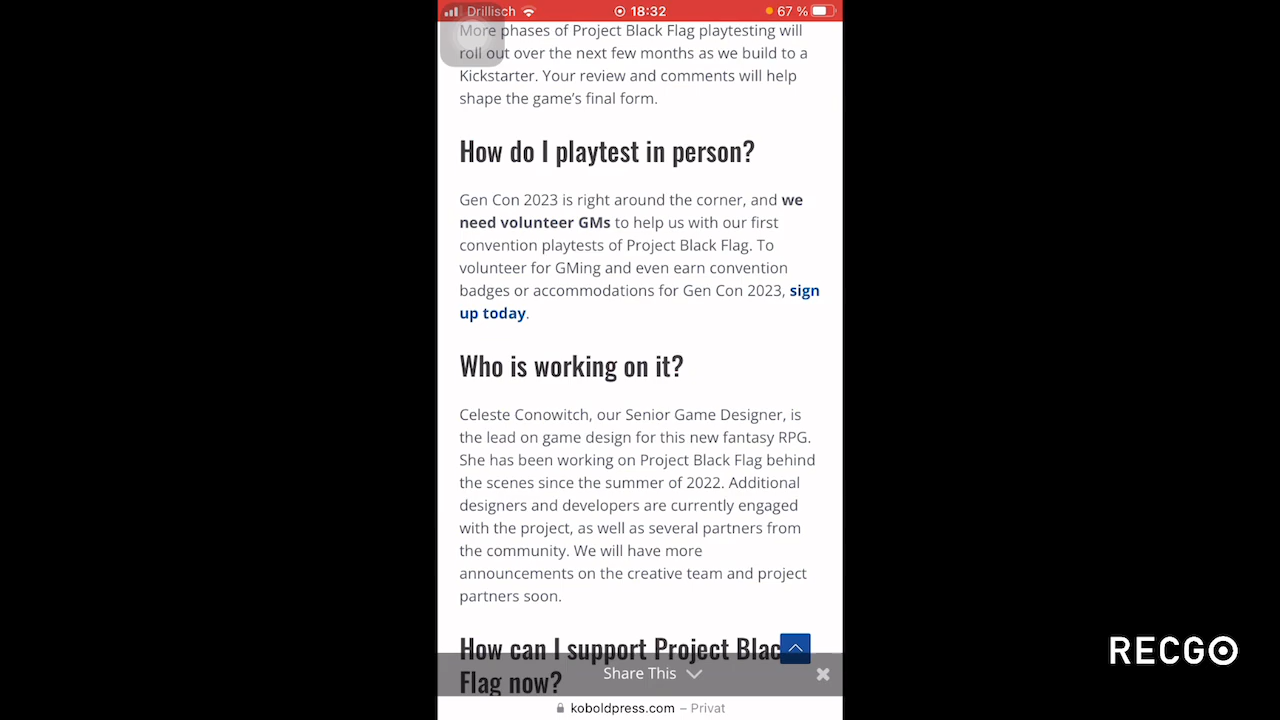 Drillisch
18:32
67 %
More phases of Project Black Flag playtesting will
roll out over the next few months as we build to a
Kickstarter. Your review and comments will help
shape the game’s final form.
How do I playtest in person?
Gen Con 2023 is right around the corner, and we
need volunteer GMs to help us with our first
convention playtests of Project Black Flag. To
volunteer for GMing and even earn convention
badges or accommodations for Gen Con 2023, sign
up today.
Who is working on it?
Celeste Conowitch, our Senior Game Designer, is
the lead on game design for this new fantasy RPG.
She has been working on Project Black Flag behind
the scenes since the summer of 2022. Additional
designers and developers are currently engaged
with the project, as well as several partners from
the community. We will have more
announcements on the creative team and project
partners soon.
How can I support Project Blac
Flag now?
Share This
koboldpress.com – Privat
RECGO